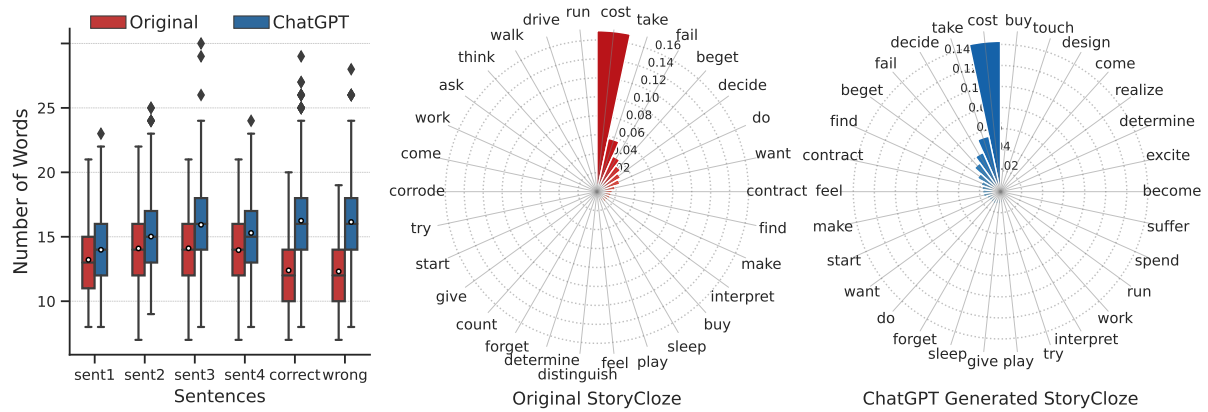 Original ChatGPT
Number of Words
25
20
15
10
sent1 sent2 sent3 sent4 correct wrong
Sentences
run cost take fail beget decide do want contract find make interpret buy sleep play feel distinguish determine forget count give start try corrode come work ask think walk drive
0.16
0.14
0.12
0.10
0.08
0.06
0.04
Original StoryCloze
cost buy touch design come realize determine excite become suffer spend run work interpret try play give sleep forget do want start make feel contract find beget fail decide take
0.14
ChatGPT Generated StoryCloze